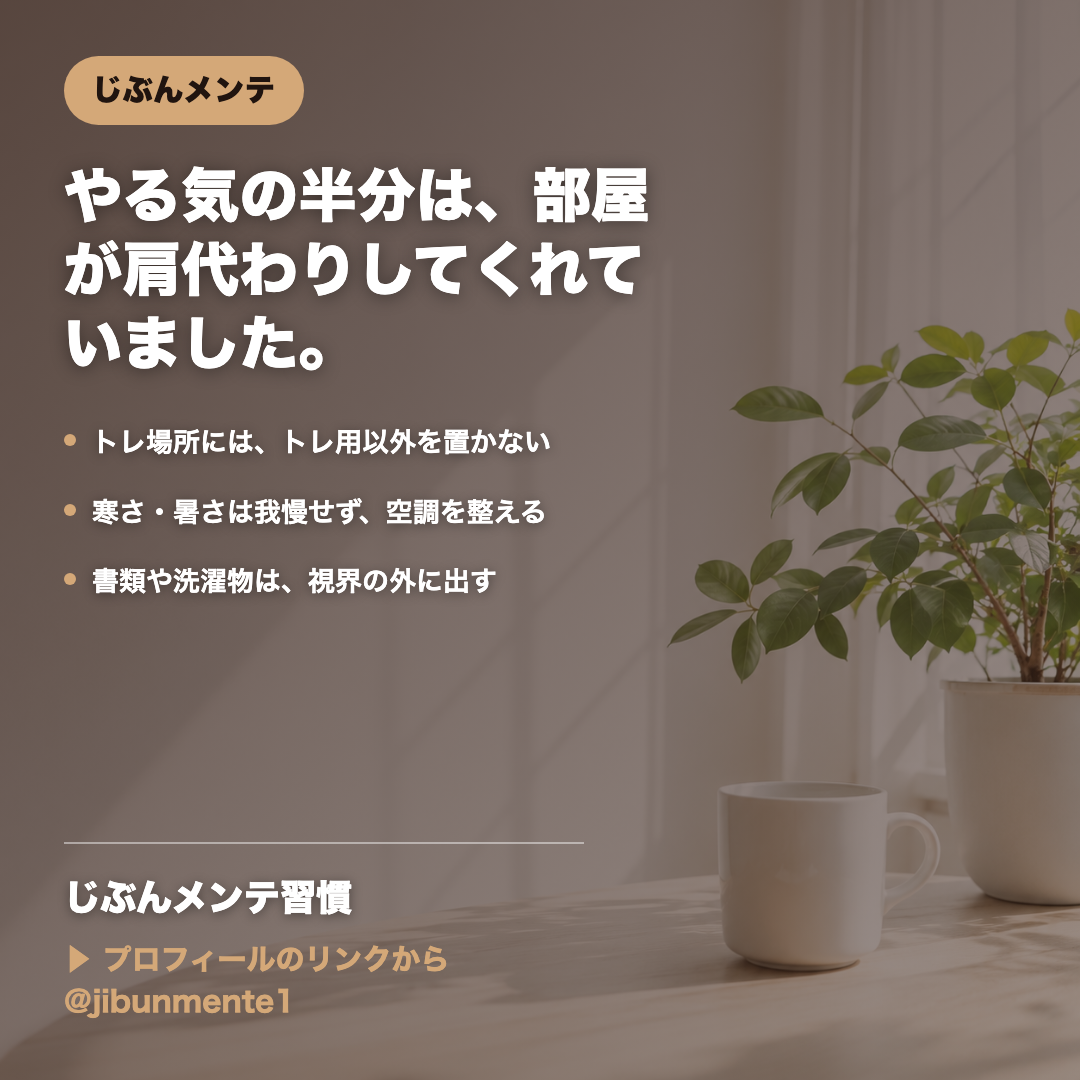 じぶんメンテ
やる気の半分は、部屋
が肩代わりしてくれて
いました。
トレ場所には、トレ用以外を置かない
寒さ・暑さは我慢せず、空調を整える
書類や洗濯物は、視界の外に出す
じぶんメンテ習慣
▶ プロフィールのリンクから
@jibunmente1